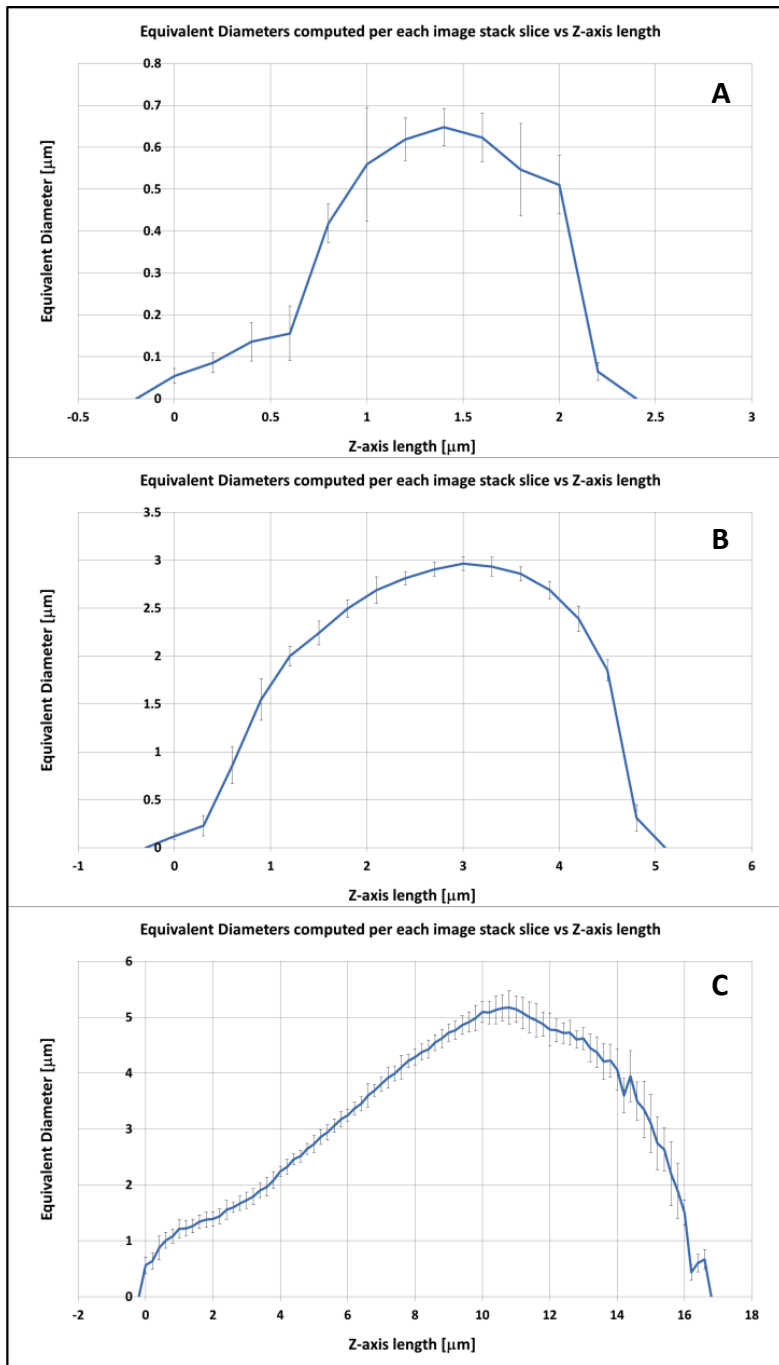 Equivalent Diameters computed per each image stack slice vs Z-axis length
A
Equivalent Diameter [μm]
0.8
0.7
0.6
0.5
0.4
0.3
0.2
0.1
0
-0.5 0 0.5 1 1.5 2 2.5 3
Z-axis length [μm]
Equivalent Diameters computed per each image stack slice vs Z-axis length
B
Equivalent Diameter [μm]
3.5
3
2.5
2
1.5
1
0.5
0
-1 0 1 2 3 4 5 6
Z-axis length [μm]
Equivalent Diameters computed per each image stack slice vs Z-axis length
C
Equivalent Diameter [μm]
6
5
4
3
2
1
0
-2 0 2 4 6 8 10 12 14 16 18
Z-axis length [μm]